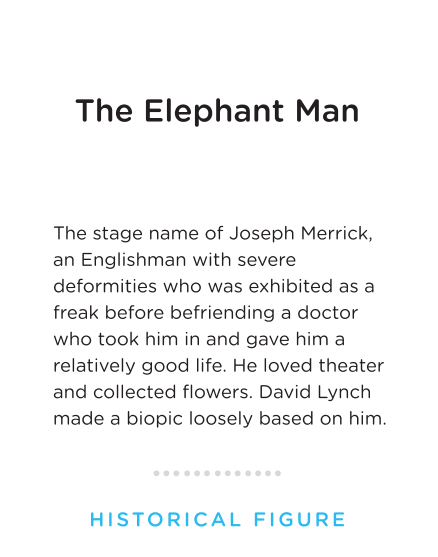 The Elephant Man
The stage name of Joseph Merrick,
an Englishman with severe
deformities who was exhibited as a
freak before befriending a doctor
who took him in and gave him a
relatively good life. He loved theater
and collected flowers. David Lynch
made a biopic loosely based on him.
HISTORICAL FIGURE